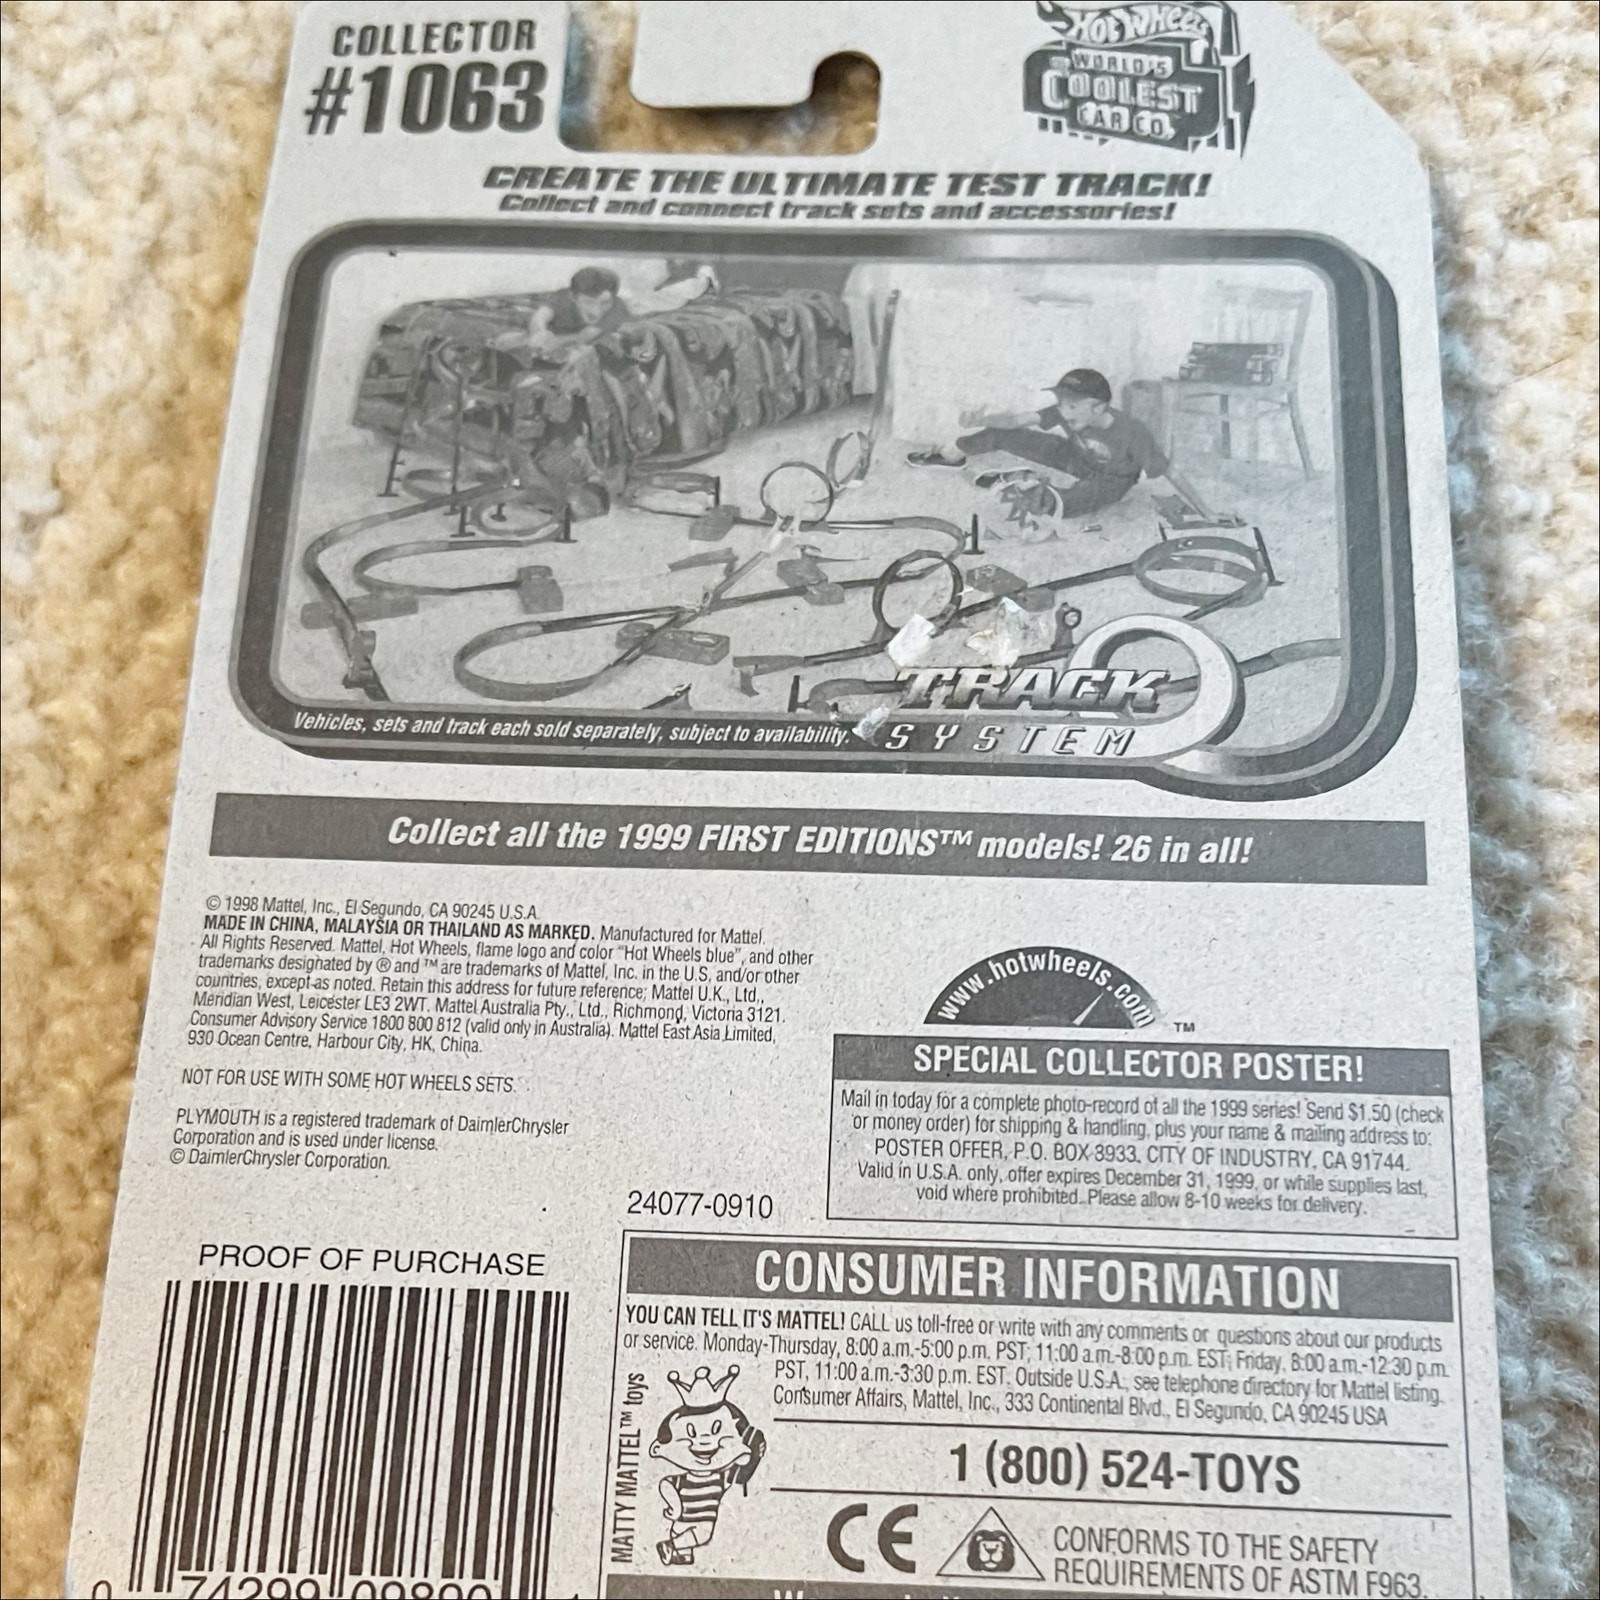 COLLECTOR
#1063
HOT WHEELS
WORLD'S
COOLEST
CAR CO.
CREATE THE ULTIMATE TEST TRACK!
Collect and connect track sets and accessories!
TRACK
SYSTEM
Vehicles, sets and track each sold separately, subject to availability.
Collect all the 1999 FIRST EDITIONS™ models! 26 in all!
© 1998 Mattel, Inc., El Segundo, CA 90245 U.S.A.
MADE IN CHINA, MALAYSIA OR THAILAND AS MARKED. Manufactured for Mattel.
All Rights Reserved. Mattel, Hot Wheels, flame logo and color "Hot Wheels blue", and other
trademarks designated by ® and ™ are trademarks of Mattel, Inc. in the U.S. and/or other
countries, except as noted. Retain this address for future reference; Mattel U.K., Ltd.,
Meridian West, Leicester LE3 2WT. Mattel Australia Pty., Ltd., Richmond, Victoria 3121.
Consumer Advisory Service 1800 800 812 (valid only in Australia). Mattel East Asia Limited,
930 Ocean Centre, Harbour City, HK, China.
NOT FOR USE WITH SOME HOT WHEELS SETS.
PLYMOUTH is a registered trademark of DaimlerChrysler
Corporation and is used under license.
© DaimlerChrysler Corporation.
www.hotwheels.com
™
SPECIAL COLLECTOR POSTER!
Mail in today for a complete photo-record of all the 1999 series! Send $1.50 (check
or money order) for shipping & handling, plus your name & mailing address to:
POSTER OFFER, P.O. BOX 3933, CITY OF INDUSTRY, CA 91744.
Valid in U.S.A. only, offer expires December 31, 1999, or while supplies last,
void where prohibited. Please allow 8-10 weeks for delivery.
24077-0910
PROOF OF PURCHASE
0 74299 09890 1
CONSUMER INFORMATION
YOU CAN TELL IT'S MATTEL! CALL us toll-free or write with any comments or questions about our products
or service. Monday-Thursday, 8:00 a.m.-5:00 p.m. PST; 11:00 a.m.-8:00 p.m. EST; Friday, 8:00 a.m.-12:30 p.m.
PST, 11:00 a.m.-3:30 p.m. EST. Outside U.S.A., see telephone directory for Mattel listing.
Consumer Affairs, Mattel, Inc., 333 Continental Blvd., El Segundo, CA 90245 USA
MATTY MATTEL™ toys
1 (800) 524-TOYS
CE
CONFORMS TO THE SAFETY
REQUIREMENTS OF ASTM F963.